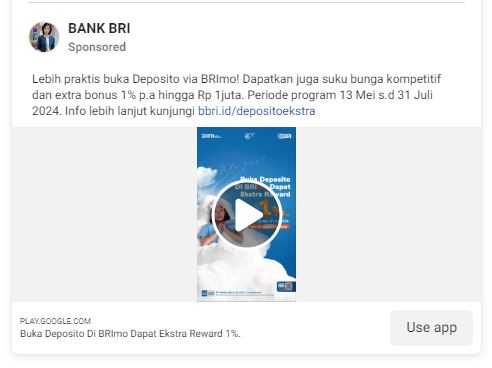 BANK BRI
Sponsored
Lebih praktis buka Deposito via BRImo! Dapatkan juga suku bunga kompetitif
dan extra bonus 1% p.a hingga Rp 1juta. Periode program 13 Mei s.d 31 Juli
2024. Info lebih lanjut kunjungi bbri.id/depositoekstra
Buka Deposito
Di BRImo Dapat
Ekstra Reward
1%
PLAY.GOOGLE.COM
Buka Deposito Di BRImo Dapat Ekstra Reward 1%.
Use app